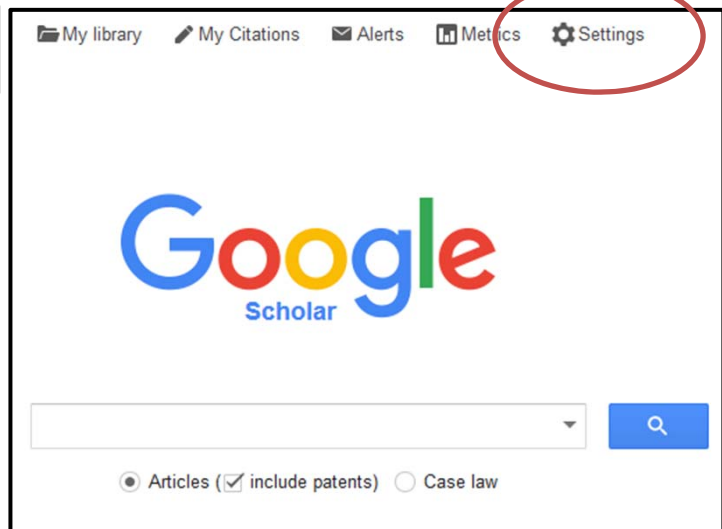 My library My Citations Alerts Metrics Settings
Google
Scholar
Articles ( include patents) Case law